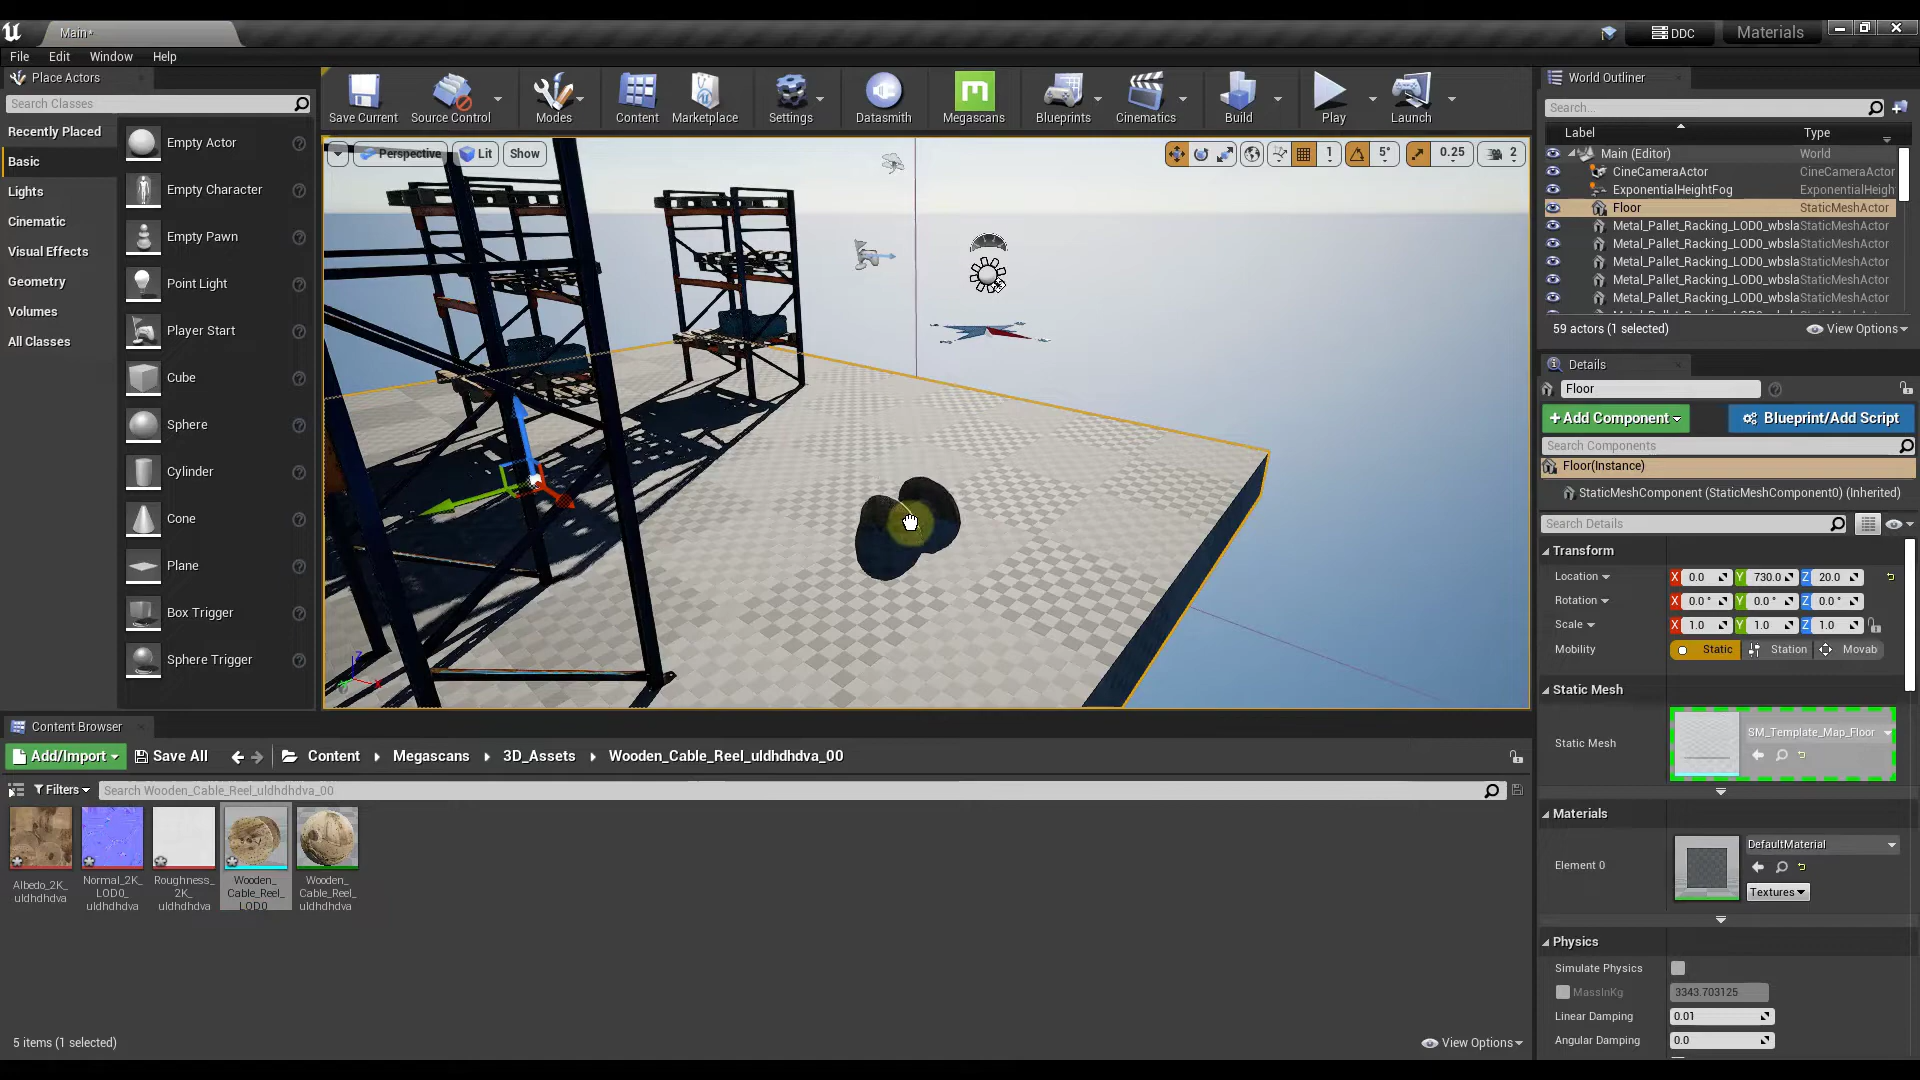 Main*
DDC
Materials
File Edit Window Help
Place Actors
Search Classes
Recently Placed
Basic
Lights
Cinematic
Visual Effects
Geometry
Volumes
All Classes
Empty Actor
Empty Character
Empty Pawn
Point Light
Player Start
Cube
Sphere
Cylinder
Cone
Plane
Box Trigger
Sphere Trigger
Save Current
Source Control
Modes
Content
Marketplace
Settings
Datasmith
Megascans
Blueprints
Cinematics
Build
Play
Launch
Perspective
Lit
Show
1
5°
0.25
2
World Outliner
Search...
Label Type
Main (Editor) World
CineCameraActor CineCameraActor
ExponentialHeightFog ExponentialHeigh
Floor StaticMeshActor
Metal_Pallet_Racking_LOD0_wbsla StaticMeshActor
Metal_Pallet_Racking_LOD0_wbsla StaticMeshActor
Metal_Pallet_Racking_LOD0_wbsla StaticMeshActor
Metal_Pallet_Racking_LOD0_wbsla StaticMeshActor
Metal_Pallet_Racking_LOD0_wbsla StaticMeshActor
59 actors (1 selected) View Options
Details
Floor
+Add Component
Blueprint/Add Script
Search Components
Floor(Instance)
StaticMeshComponent (StaticMeshComponent0) (Inherited)
Search Details
Transform
Location X 0.0 Y 730.0 Z 20.0
Rotation X 0.0 ° Y 0.0 ° Z 0.0 °
Scale X 1.0 Y 1.0 Z 1.0
Mobility Static Station Movab
Static Mesh
Static Mesh SM_Template_Map_Floor
Materials
Element 0 DefaultMaterial
Textures
Physics
Simulate Physics
MassInKg 3343.703125
Linear Damping 0.01
Angular Damping 0.0
Content Browser
Add/Import Save All Content Megascans 3D_Assets Wooden_Cable_Reel_uldhdhdva_00
Filters Search Wooden_Cable_Reel_uldhdhdva_00
Albedo_2K_
uldhdhdva
Normal_2K_
LOD0_
uldhdhdva
Roughness_
2K_
uldhdhdva
Wooden_
Cable_Reel_
LOD0_
Wooden_
Cable_Reel_
uldhdhdva
5 items (1 selected) View Options
Z